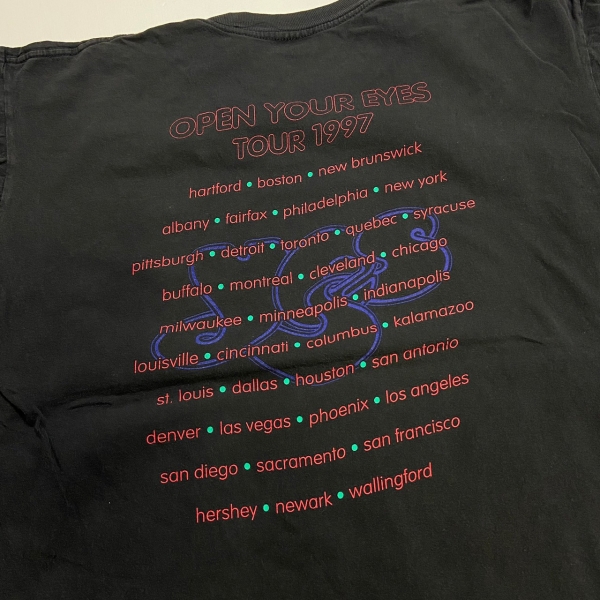 OPEN YOUR EYES
TOUR 1997
hartford • boston • new brunswick
albany • fairfax • philadelphia • new york
pittsburgh • detroit • toronto • quebec • syracuse
buffalo • montreal • cleveland • chicago
milwaukee • minneapolis • indianapolis
louisville • cincinnati • columbus • kalamazoo
st. louis • dallas • houston • san antonio
denver • las vegas • phoenix • los angeles
san diego • sacramento • san francisco
hershey • newark • wallingford
yes